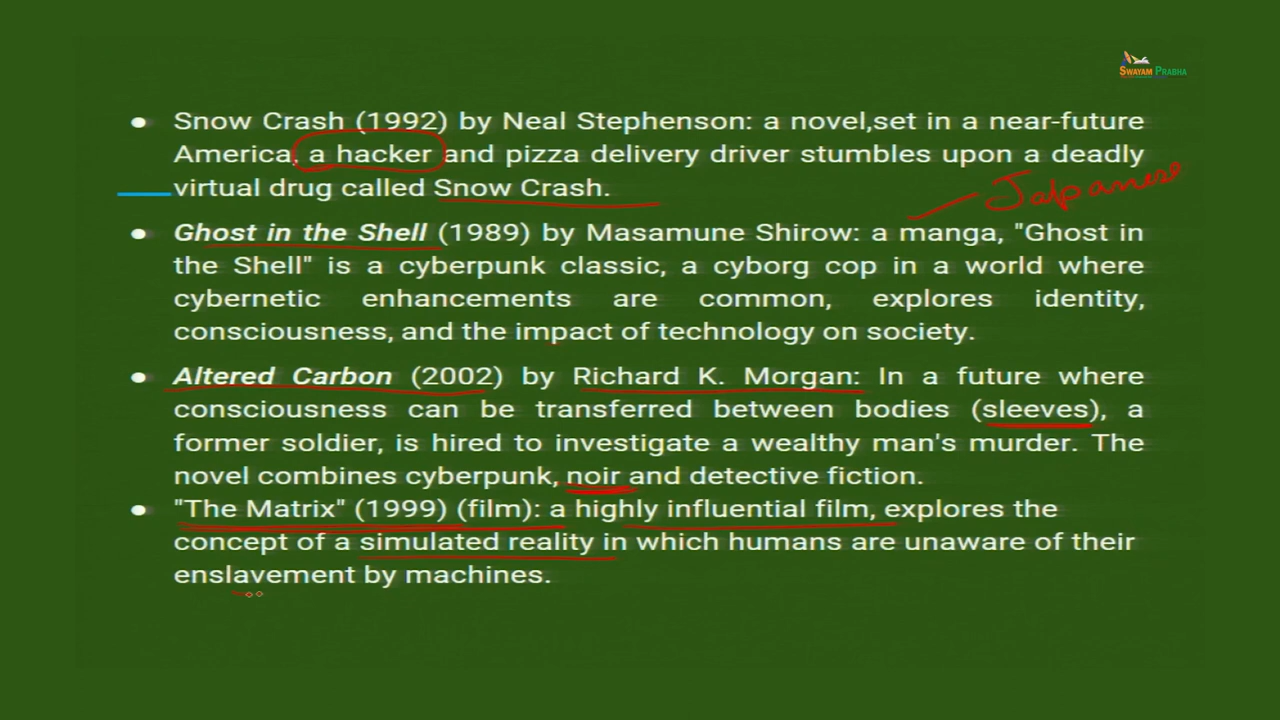 SWAYAM PRABHA
● Snow Crash (1992) by Neal Stephenson: a novel,set in a near-future
America, a hacker and pizza delivery driver stumbles upon a deadly
virtual drug called Snow Crash.
Japanese
● Ghost in the Shell (1989) by Masamune Shirow: a manga, "Ghost in
the Shell" is a cyberpunk classic, a cyborg cop in a world where
cybernetic enhancements are common, explores identity,
consciousness, and the impact of technology on society.
● Altered Carbon (2002) by Richard K. Morgan: In a future where
consciousness can be transferred between bodies (sleeves), a
former soldier, is hired to investigate a wealthy man's murder. The
novel combines cyberpunk, noir and detective fiction.
● "The Matrix" (1999) (film): a highly influential film, explores the
concept of a simulated reality in which humans are unaware of their
enslavement by machines.